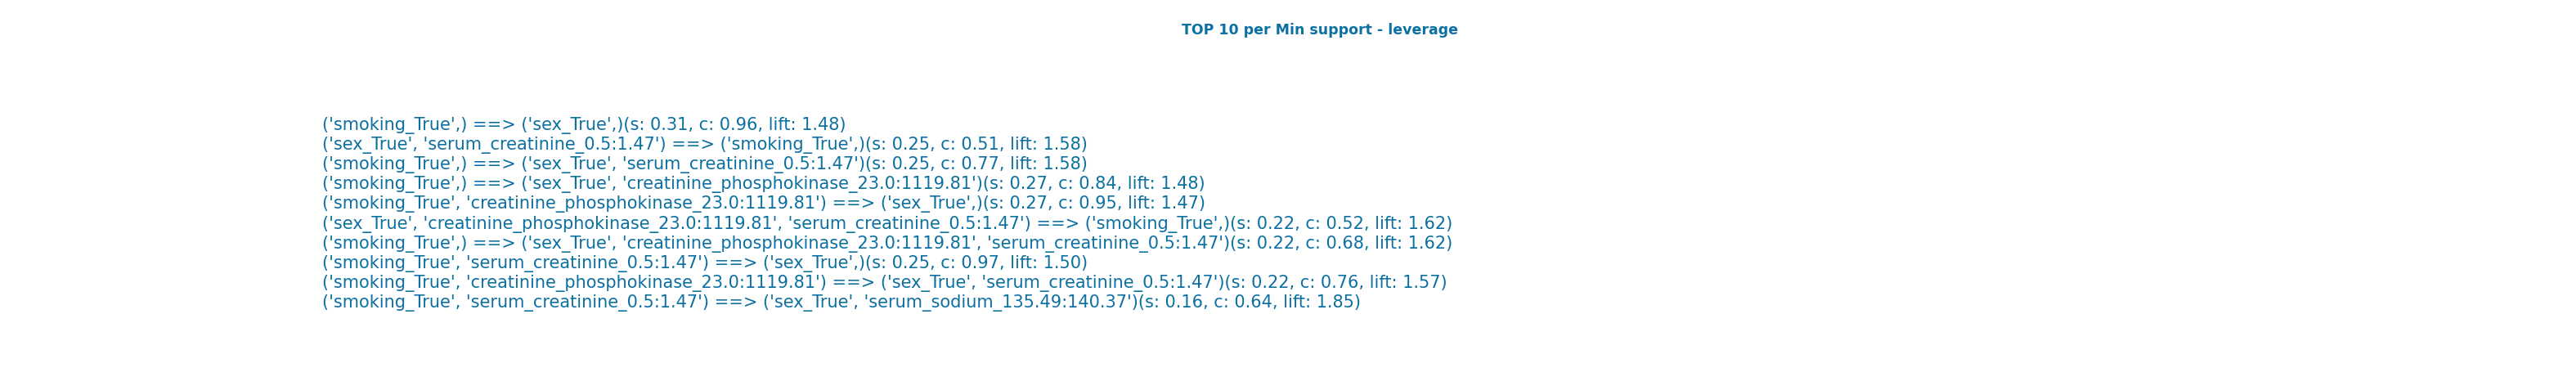 TOP 10 per Min support - leverage
('smoking_True',) ==> ('sex_True',)(s: 0.31, c: 0.96, lift: 1.48)
('sex_True', 'serum_creatinine_0.5:1.47') ==> ('smoking_True',)(s: 0.25, c: 0.51, lift: 1.58)
('smoking_True',) ==> ('sex_True', 'serum_creatinine_0.5:1.47')(s: 0.25, c: 0.77, lift: 1.58)
('smoking_True',) ==> ('sex_True', 'creatinine_phosphokinase_23.0:1119.81')(s: 0.27, c: 0.84, lift: 1.48)
('smoking_True', 'creatinine_phosphokinase_23.0:1119.81') ==> ('sex_True',)(s: 0.27, c: 0.95, lift: 1.47)
('sex_True', 'creatinine_phosphokinase_23.0:1119.81', 'serum_creatinine_0.5:1.47') ==> ('smoking_True',)(s: 0.22, c: 0.52, lift: 1.62)
('smoking_True',) ==> ('sex_True', 'creatinine_phosphokinase_23.0:1119.81', 'serum_creatinine_0.5:1.47')(s: 0.22, c: 0.68, lift: 1.62)
('smoking_True', 'serum_creatinine_0.5:1.47') ==> ('sex_True',)(s: 0.25, c: 0.97, lift: 1.50)
('smoking_True', 'creatinine_phosphokinase_23.0:1119.81') ==> ('sex_True', 'serum_creatinine_0.5:1.47')(s: 0.22, c: 0.76, lift: 1.57)
('smoking_True', 'serum_creatinine_0.5:1.47') ==> ('sex_True', 'serum_sodium_135.49:140.37')(s: 0.16, c: 0.64, lift: 1.85)